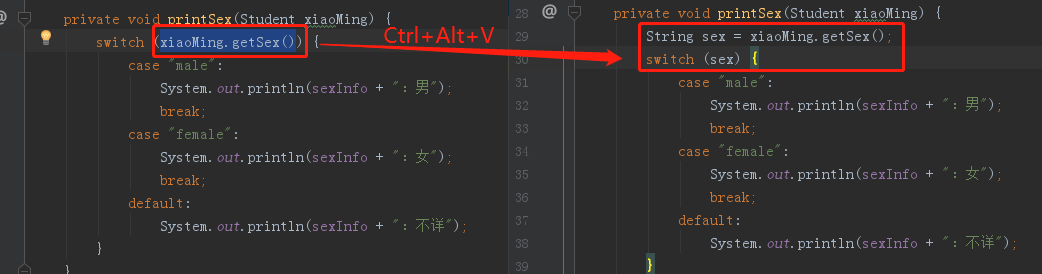 private void printSex(Student xiaoMing) {
switch (xiaoMing.getSex()) {
case "male":
System.out.println(sexInfo + ": 男");
break;
case "female":
System.out.println(sexInfo + ": 女");
break;
default:
System.out.println(sexInfo + ": 不详");
}
}
Ctrl+Alt+V
28 @ private void printSex(Student xiaoMing) {
29 String sex = xiaoMing.getSex();
30 switch (sex) {
31 case "male":
32 System.out.println(sexInfo + ": 男");
33 break;
34 case "female":
35 System.out.println(sexInfo + ": 女");
36 break;
37 default:
38 System.out.println(sexInfo + ": 不详");
39 }